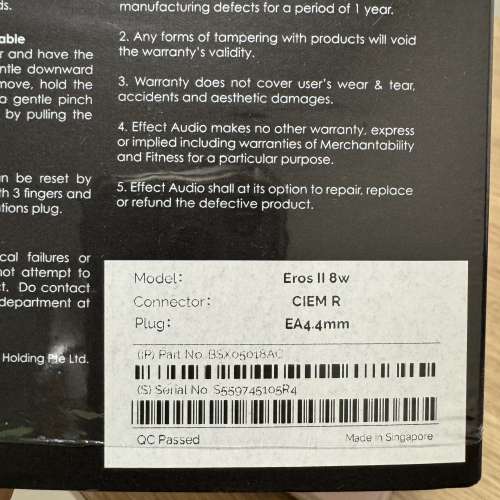 ds.
able
r and have the
ntle downward
move, hold the
a gentle pinch
by pulling the
n be reset by
th 3 fingers and
tions plug.
cal failures or
not attempt to
ct. Do contact
department at
Holding Pte Ltd.
manufacturing defects for a period of 1 year.
2. Any forms of tampering with products will void
the warranty's validity.
3. Warranty does not cover user's wear & tear,
accidents and aesthetic damages.
4. Effect Audio makes no other warranty, express
or implied including warranties of Merchantability
and Fitness for a particular purpose.
5. Effect Audio shall at its option to repair, replace
or refund the defective product.
Model: Eros II 8w
Connector: CIEM R
Plug: EA4.4mm
(P) Part No. BSX05018AC
(S) Serial No. S559745105R4
QC Passed Made in Singapore